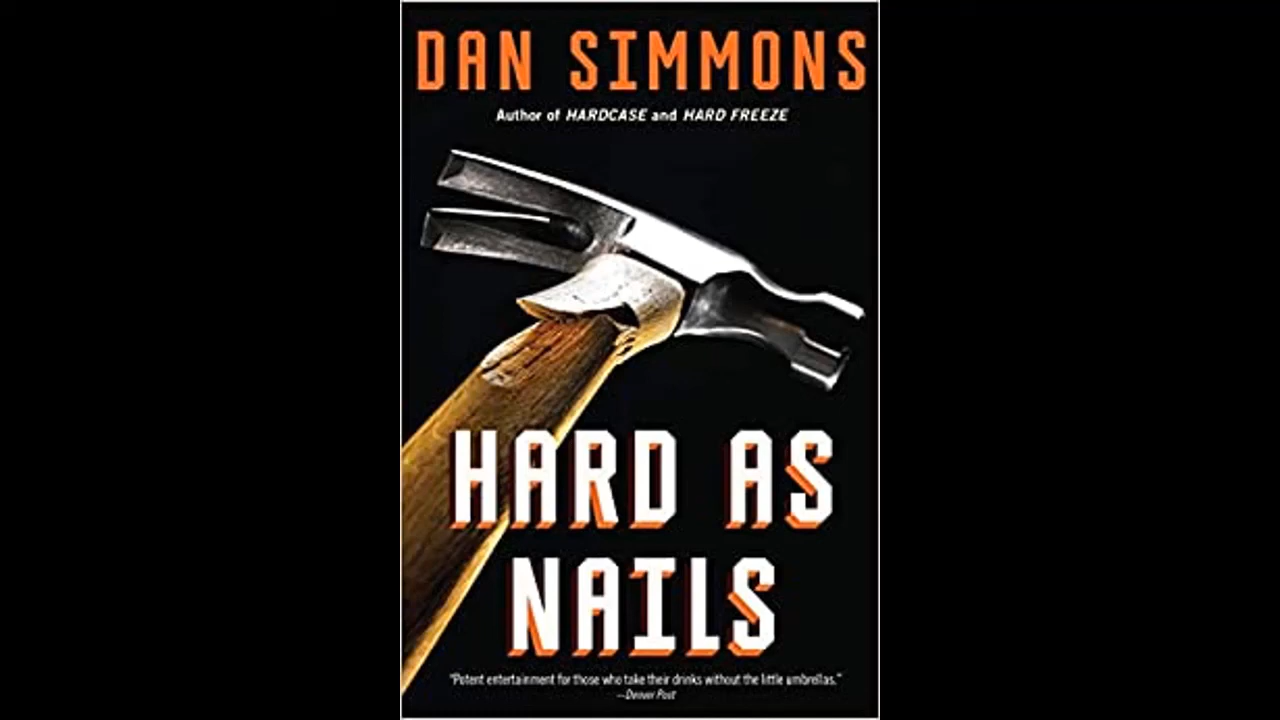 DAN SIMMONS
Author of HARDCASE and HARD FREEZE
HARD AS
NAILS
"Potent entertainment for those who take their drinks without the little umbrellas."
—Denver Post